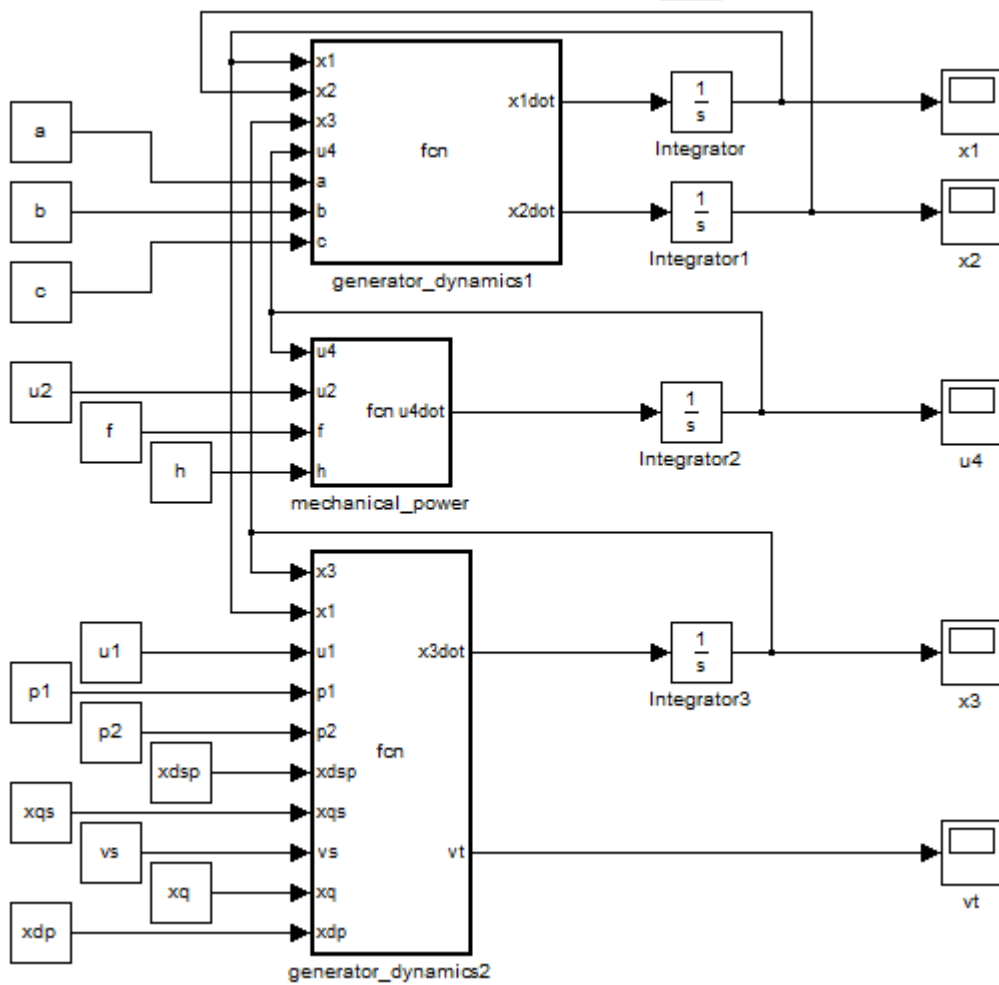 x1
x2
x3
u4
a
b
c
fcn
x1dot
x2dot
generator_dynamics1
a
b
c
1
s
Integrator
1
s
Integrator1
x1
x2
u4
u2
f
h
fcn u4dot
mechanical_power
u2
f
h
1
s
Integrator2
u4
x3
x1
u1
p1
p2
xdsp
xqs
vs
xq
xdp
fcn
x3dot
vt
generator_dynamics2
u1
p1
p2
xdsp
xqs
vs
xq
xdp
1
s
Integrator3
x3
vt